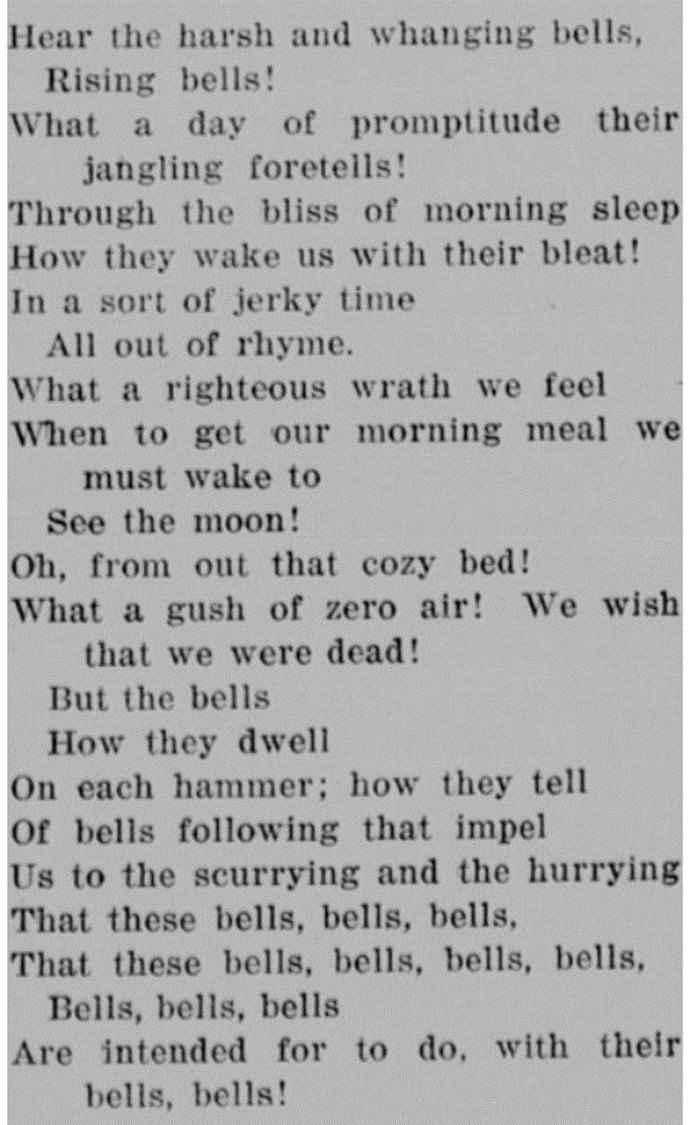 Hear the harsh and whanging bells,
Rising bells!
What a day of promptitude their
jangling foretells!
Through the bliss of morning sleep
How they wake us with their bleat!
In a sort of jerky time
All out of rhyme.
What a righteous wrath we feel
When to get our morning meal we
must wake to
See the moon!
Oh, from out that cozy bed!
What a gush of zero air! We wish
that we were dead!
But the bells
How they dwell
On each hammer; how they tell
Of bells following that impel
Us to the scurrying and the hurrying
That these bells, bells, bells,
That these bells, bells, bells, bells,
Bells, bells, bells
Are intended for to do, with their
bells, bells!